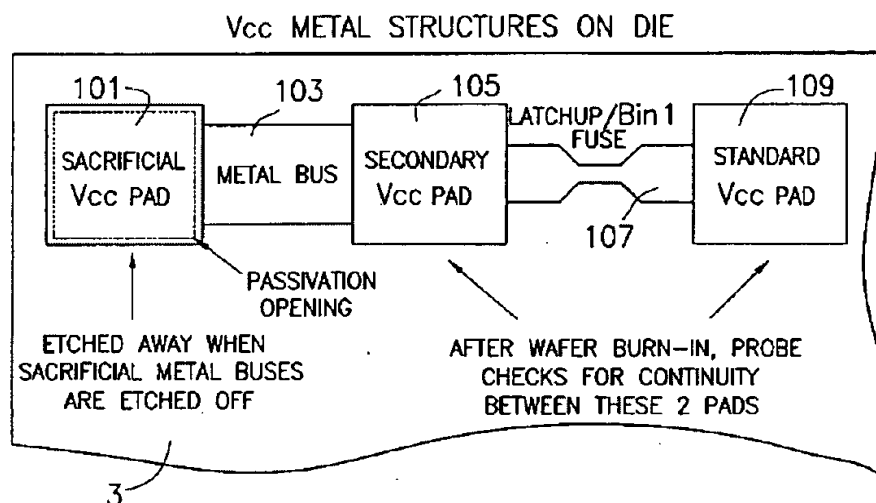 Vcc METAL STRUCTURES ON DIE
101
103
105
109
LATCHUP/Bin1
FUSE
SACRIFICIAL
Vcc PAD
METAL BUS
SECONDARY
Vcc PAD
STANDARD
Vcc PAD
107
PASSIVATION
OPENING
ETCHED AWAY WHEN
SACRIFICIAL METAL BUSES
ARE ETCHED OFF
AFTER WAFER BURN-IN, PROBE
CHECKS FOR CONTINUITY
BETWEEN THESE 2 PADS
3